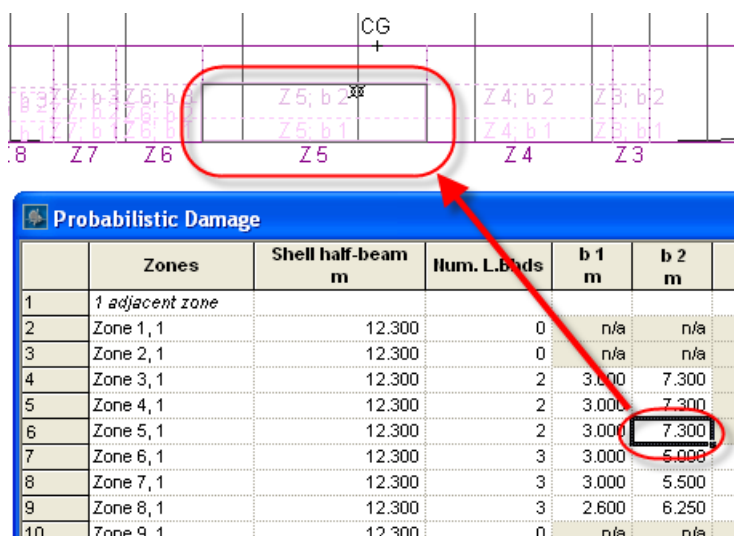 CG
Z 5; b 2 Z 4; b 2 Z 3; b 2
Z 5; b 1 Z 4; b 1 Z 3; b 1
:8 Z 7 Z 6 Z 5 Z 4 Z 3
Probabilistic Damage
Zones Shell half-beam m Num. L.Bhds b 1 m b 2 m
1 1 adjacent zone
2 Zone 1, 1 12.300 0 n/a n/a
3 Zone 2, 1 12.300 0 n/a n/a
4 Zone 3, 1 12.300 2 3.000 7.300
5 Zone 4, 1 12.300 2 3.000 7.300
6 Zone 5, 1 12.300 2 3.000 7.300
7 Zone 6, 1 12.300 3 3.000 5.000
8 Zone 7, 1 12.300 3 3.000 5.500
9 Zone 8, 1 12.300 3 2.600 6.250
10 Zone 9, 1 12.300 0 n/a n/a